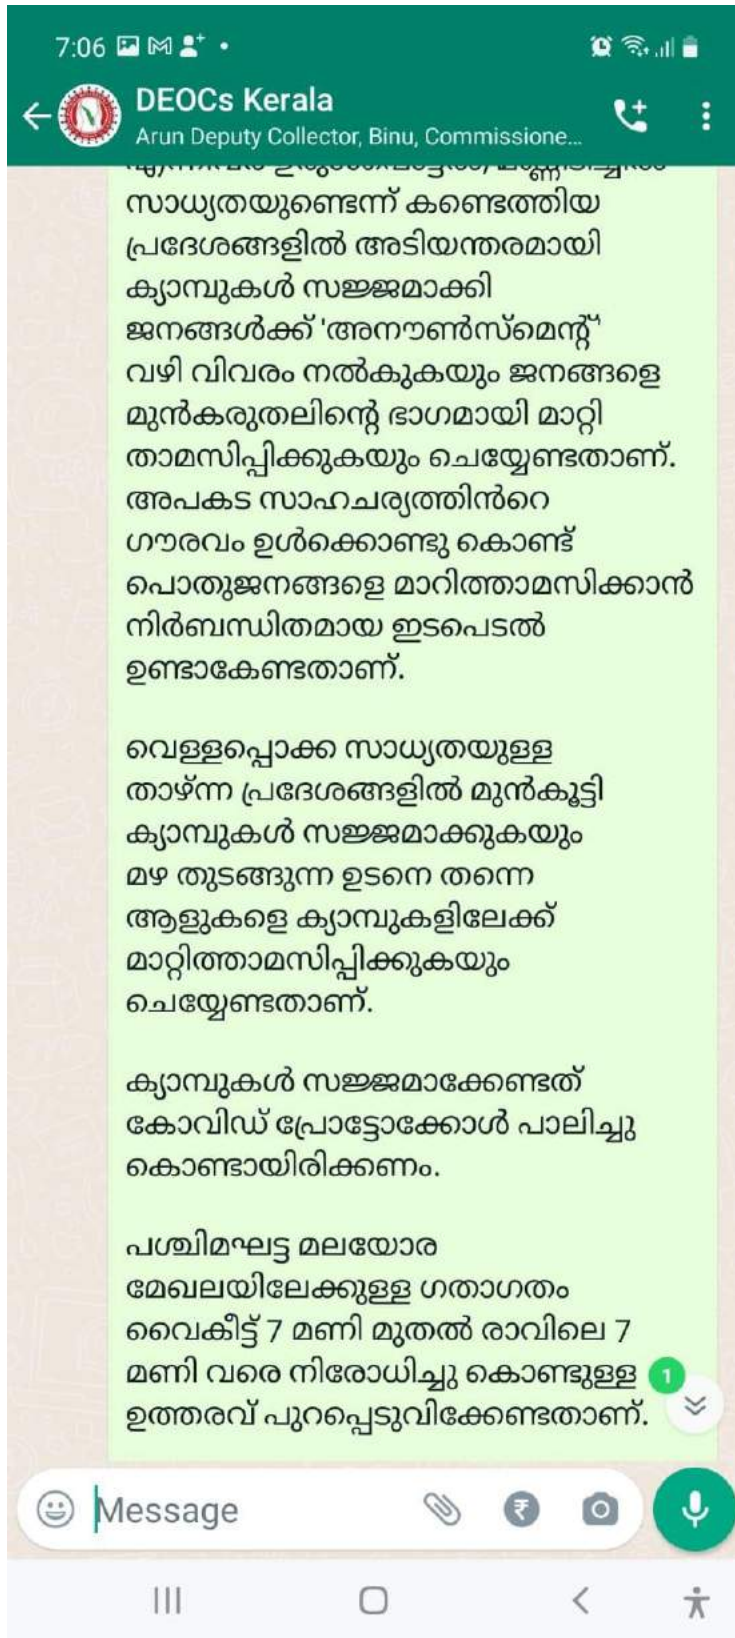 7:06
DEOCs Kerala
Arun Deputy Collector, Binu, Commissione...
സാധ്യതയുണ്ടെന്ന് കണ്ടെത്തിയ
പ്രദേശങ്ങളിൽ അടിയന്തരമായി
ക്യാമ്പുകൾ സജ്ജമാക്കി
ജനങ്ങൾക്ക് 'അനൗൺസ്മെന്റ്'
വഴി വിവരം നൽകുകയും ജനങ്ങളെ
മുൻകരുതലിന്റെ ഭാഗമായി മാറ്റി
താമസിപ്പിക്കുകയും ചെയ്യേണ്ടതാണ്.
അപകട സാഹചര്യത്തിൻറെ
ഗൗരവം ഉൾക്കൊണ്ടു കൊണ്ട്
പൊതുജനങ്ങളെ മാറിത്താമസിക്കാൻ
നിർബന്ധിതമായ ഇടപെടൽ
ഉണ്ടാകേണ്ടതാണ്.
വെള്ളപ്പൊക്ക സാധ്യതയുള്ള
താഴ്ന്ന പ്രദേശങ്ങളിൽ മുൻകൂട്ടി
ക്യാമ്പുകൾ സജ്ജമാക്കുകയും
മഴ തുടങ്ങുന്ന ഉടനെ തന്നെ
ആളുകളെ ക്യാമ്പുകളിലേക്ക്
മാറ്റിത്താമസിപ്പിക്കുകയും
ചെയ്യേണ്ടതാണ്.
ക്യാമ്പുകൾ സജ്ജമാക്കേണ്ടത്
കോവിഡ് പ്രോട്ടോക്കോൾ പാലിച്ചു
കൊണ്ടായിരിക്കണം.
പശ്ചിമഘട്ട മലയോര
മേഖലയിലേക്കുള്ള ഗതാഗതം
വൈകീട്ട് 7 മണി മുതൽ രാവിലെ 7
മണി വരെ നിരോധിച്ചു കൊണ്ടുള്ള
1
ഉത്തരവ് പുറപ്പെടുവിക്കേണ്ടതാണ്.
Message